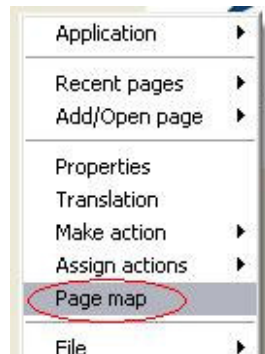 Application
Recent pages
Add/Open page
Properties
Translation
Make action
Assign actions
Page map
File